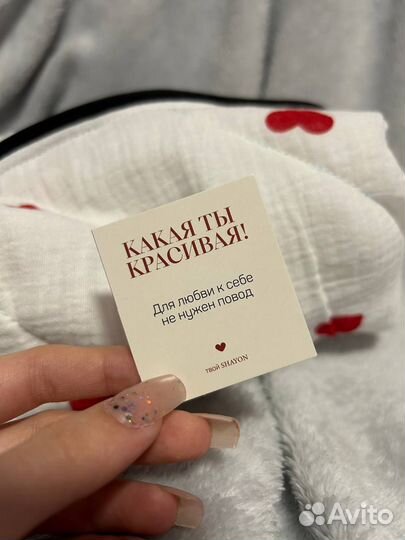 КАКАЯ ТЫ
КРАСИВАЯ!
Для любви к себе
не нужен повод
твой SHAYON
Avito